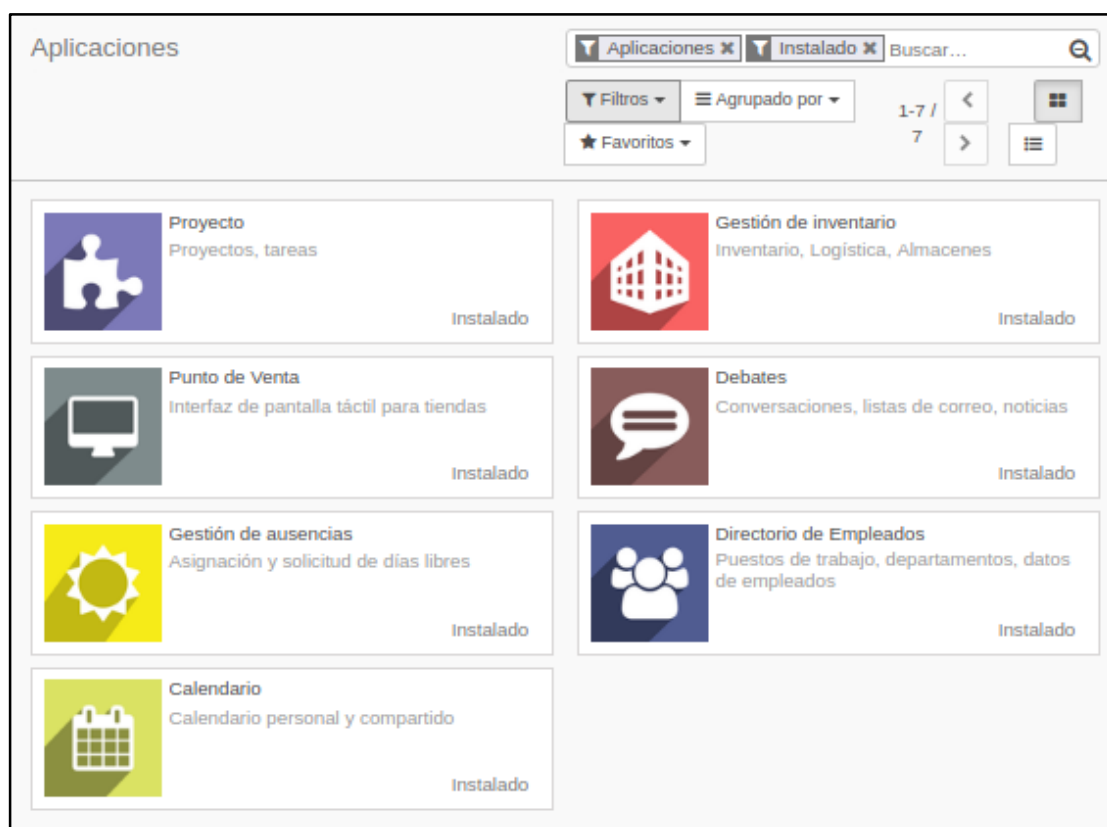 Aplicaciones
Aplicaciones Instalado Buscar...
Filtros Agrupado por
1-7 /
7
Favoritos
Proyecto
Proyectos, tareas
Instalado
Gestión de inventario
Inventario, Logística, Almacenes
Instalado
Punto de Venta
Interfaz de pantalla táctil para tiendas
Instalado
Debates
Conversaciones, listas de correo, noticias
Instalado
Gestión de ausencias
Asignación y solicitud de días libres
Instalado
Directorio de Empleados
Puestos de trabajo, departamentos, datos
de empleados
Instalado
Calendario
Calendario personal y compartido
Instalado